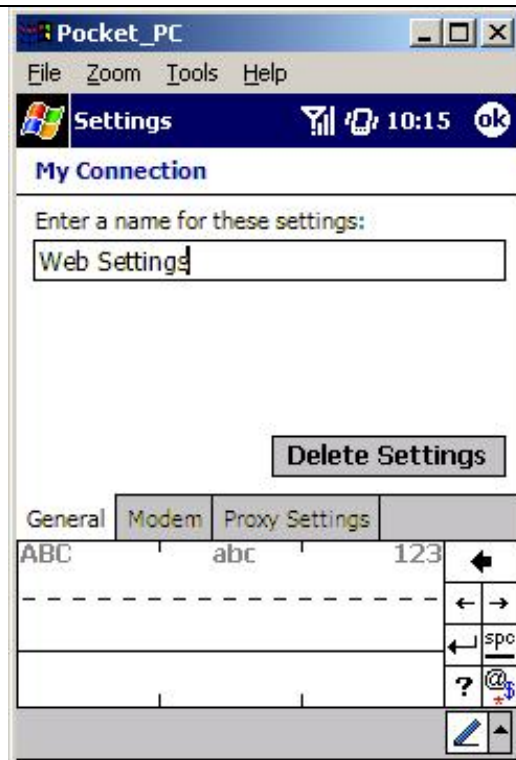 Pocket_PC
File Zoom Tools Help
Settings 10:15 ok
My Connection
Enter a name for these settings:
Web Settings
Delete Settings
General Modem Proxy Settings
ABC abc 123
spc
? @*$